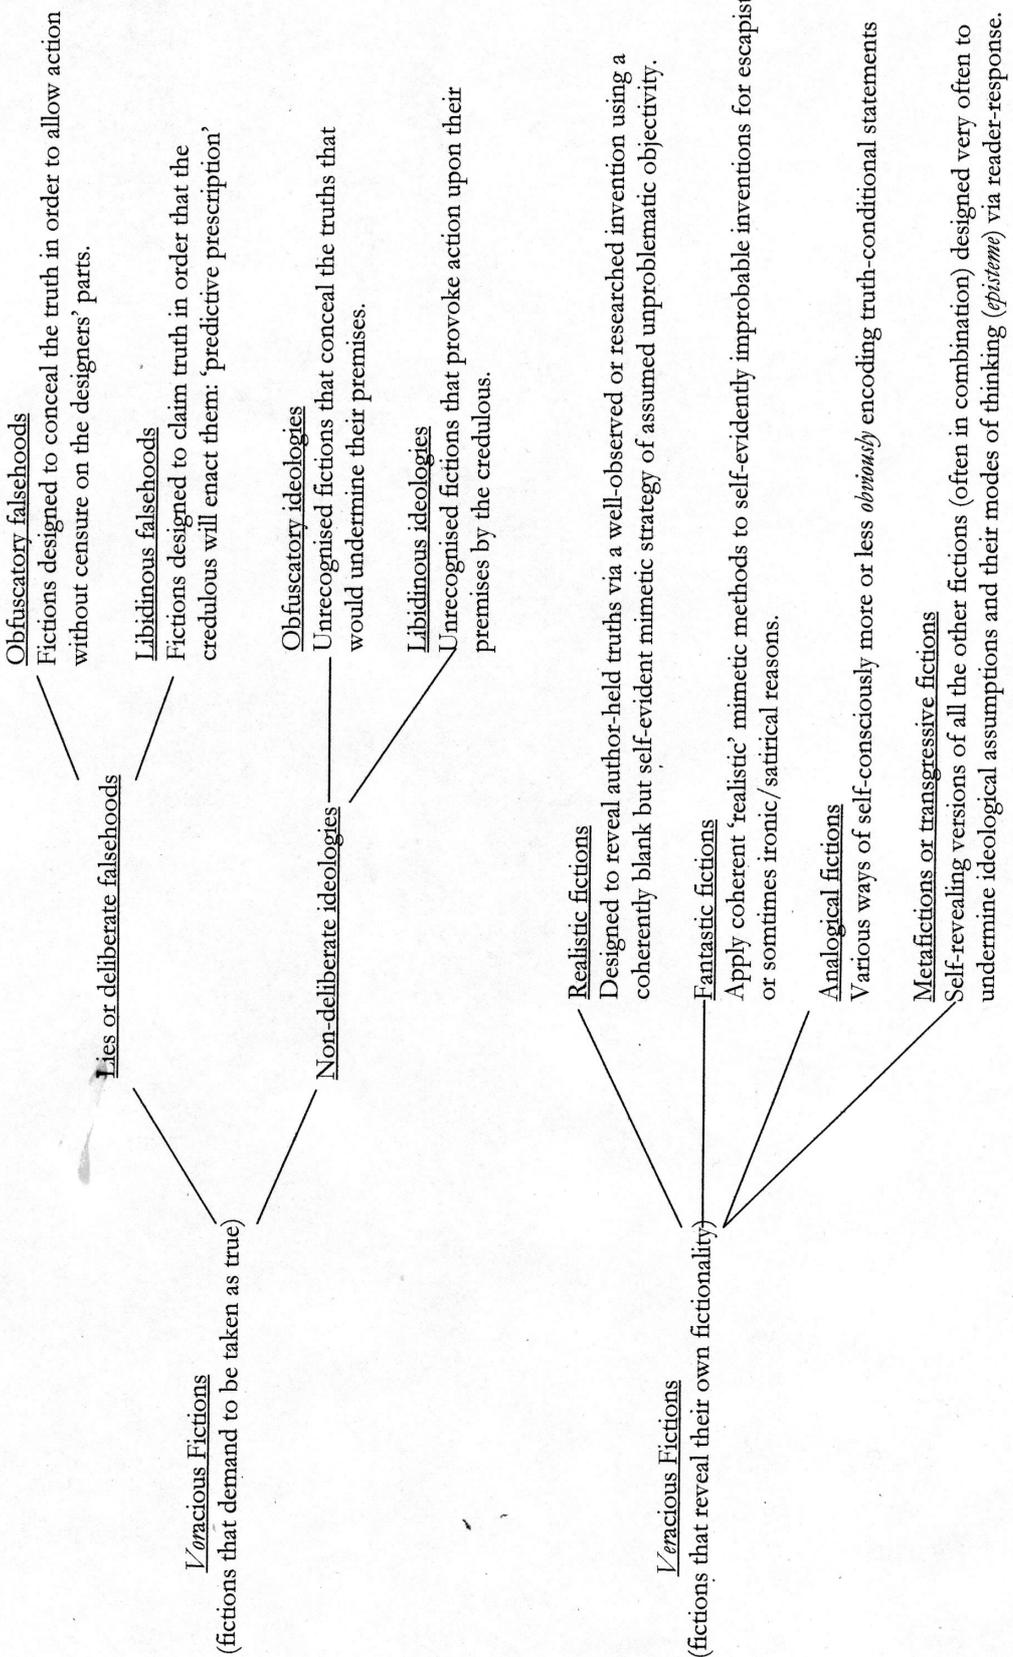 Voracious Fictions
(fictions that demand to be taken as true)
Lies or deliberate falsehoods
Obfuscatory falsehoods
Fictions designed to conceal the truth in order to allow action
without censure on the designers’ parts.
Libidinous falsehoods
Fictions designed to claim truth in order that the
credulous will enact them: ‘predictive prescription’
Non-deliberate ideologies
Obfuscatory ideologies
Unrecognised fictions that conceal the truths that
would undermine their premises.
Libidinous ideologies
Unrecognised fictions that provoke action upon their
premises by the credulous.
Veracious Fictions
(fictions that reveal their own fictionality)
Realistic fictions
Designed to reveal author-held truths via a well-observed or researched invention using a
coherently blank but self-evident mimetic strategy of assumed unproblematic objectivity.
Fantastic fictions
Apply coherent ‘realistic’ mimetic methods to self-evidently improbable inventions for escapist
or somtimes ironic/satirical reasons.
Analogical fictions
Various ways of self-consciously more or less obviously encoding truth-conditional statements
Metafictions or transgressive fictions
Self-revealing versions of all the other fictions (often in combination) designed very often to
undermine ideological assumptions and their modes of thinking (episteme) via reader-response.